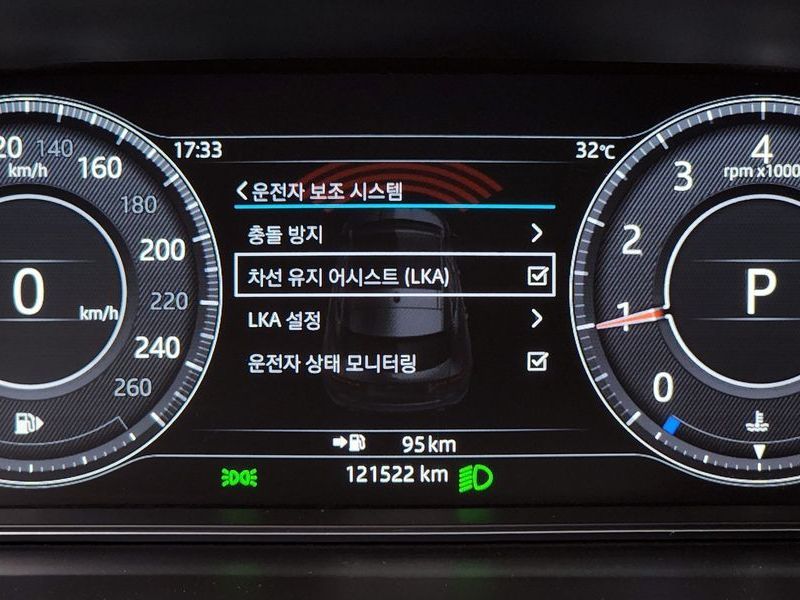 17:33
32℃
20 140 160 180 200 220 240 260
km/h
0
km/h
< 운전자 보조 시스템
충돌 방지
차선 유지 어시스트 (LKA)
LKA 설정
운전자 상태 모니터링
95 km
121522 km
4
rpm x1000
3
2
1
0
P